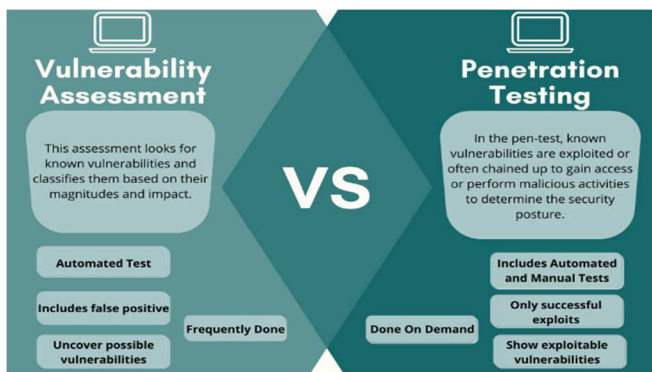 Vulnerability
Assessment
This assessment looks for
known vulnerabilities and
classifies them based on their
magnitudes and impact.
Automated Test
Includes false positive
Uncover possible
vulnerabilities
Frequently Done
VS
Penetration
Testing
In the pen-test, known
vulnerabilities are exploited or
often chained up to gain access
or perform malicious activities
to determine the security
posture.
Includes Automated
and Manual Tests
Only successful
exploits
Show exploitable
vulnerabilities
Done On Demand